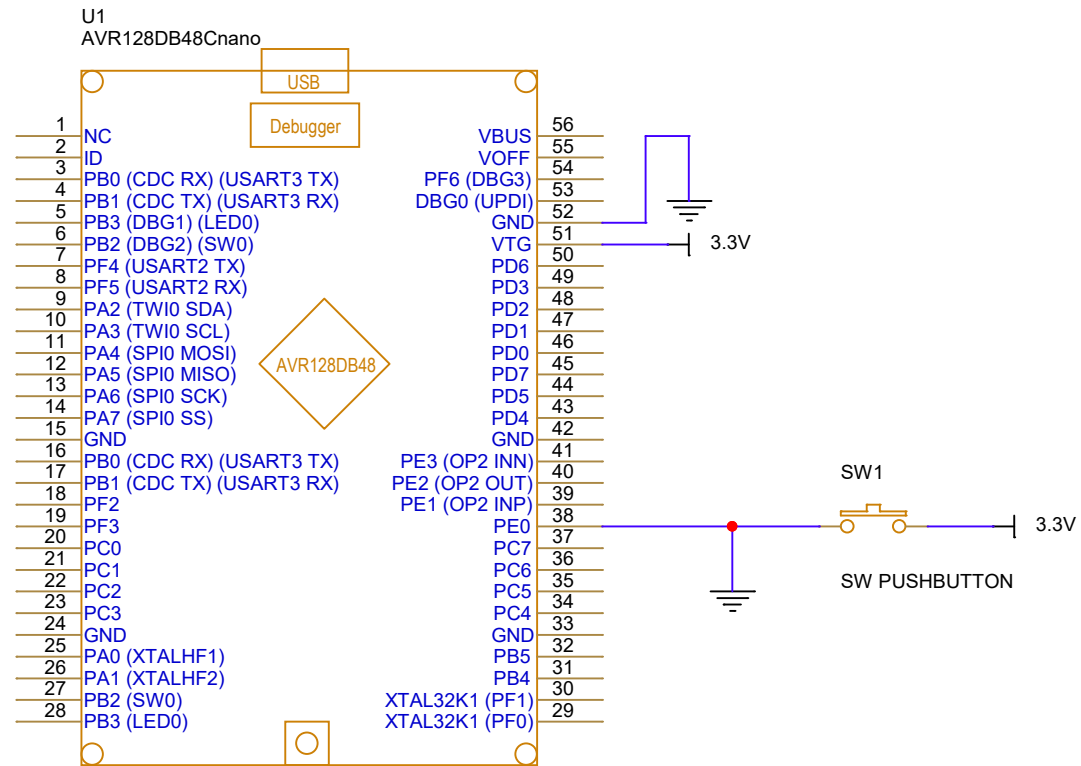 U1
AVR128DB48Cnano
USB
Debugger
1 NC
2 ID
3 PB0 (CDC RX) (USART3 TX)
4 PB1 (CDC TX) (USART3 RX)
5 PB3 (DBG1) (LED0)
6 PB2 (DBG2) (SW0)
7 PF4 (USART2 TX)
8 PF5 (USART2 RX)
9 PA2 (TWI0 SDA)
10 PA3 (TWI0 SCL)
11 PA4 (SPI0 MOSI)
12 PA5 (SPI0 MISO)
13 PA6 (SPI0 SCK)
14 PA7 (SPI0 SS)
15 GND
16 PB0 (CDC RX) (USART3 TX)
17 PB1 (CDC TX) (USART3 RX)
18 PF2
19 PF3
20 PC0
21 PC1
22 PC2
23 PC3
24 GND
25 PA0 (XTALHF1)
26 PA1 (XTALHF2)
27 PB2 (SW0)
28 PB3 (LED0)
AVR128DB48
VBUS 56
VOFF 55
PF6 (DBG3) 54
DBG0 (UPDI) 53
GND 52
VTG 51
3.3V
PD6 50
PD3 49
PD2 48
PD1 47
PD0 46
PD7 45
PD5 44
PD4 43
GND 42
PE3 (OP2 INN) 41
PE2 (OP2 OUT) 40
PE1 (OP2 INP) 39
PE0 38
PC7 37
PC6 36
PC5 35
PC4 34
GND 33
PB5 32
PB4 31
XTAL32K1 (PF1) 30
XTAL32K1 (PF0) 29
SW1
3.3V
SW PUSHBUTTON